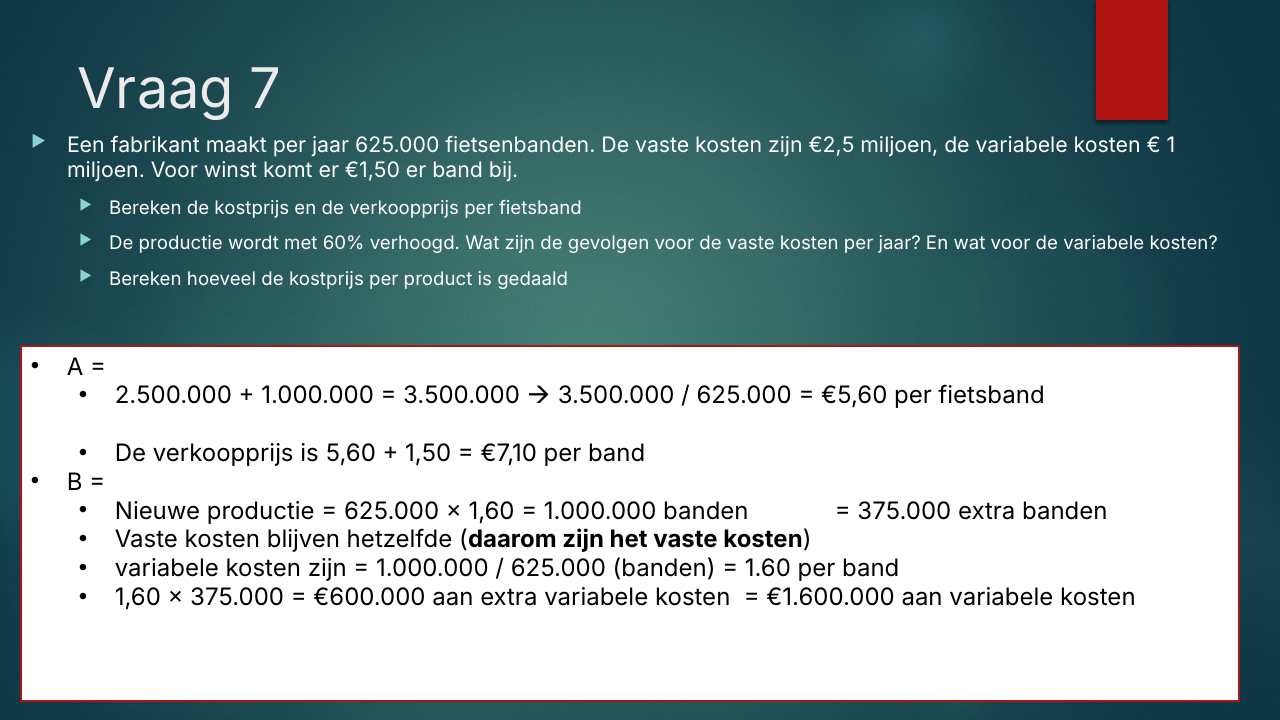 Vraag 7
Een fabrikant maakt per jaar 625.000 fietsenbanden. De vaste kosten zijn €2,5 miljoen, de variabele kosten € 1
miljoen. Voor winst komt er €1,50 er band bij.
Bereken de kostprijs en de verkoopprijs per fietsband
De productie wordt met 60% verhoogd. Wat zijn de gevolgen voor de vaste kosten per jaar? En wat voor de variabele kosten?
Bereken hoeveel de kostprijs per product is gedaald
• A =
• 2.500.000 + 1.000.000 = 3.500.000 → 3.500.000 / 625.000 = €5,60 per fietsband
• De verkoopprijs is 5,60 + 1,50 = €7,10 per band
• B =
• Nieuwe productie = 625.000 × 1,60 = 1.000.000 banden = 375.000 extra banden
• Vaste kosten blijven hetzelfde (daarom zijn het vaste kosten)
• variabele kosten zijn = 1.000.000 / 625.000 (banden) = 1.60 per band
• 1,60 × 375.000 = €600.000 aan extra variabele kosten = €1.600.000 aan variabele kosten